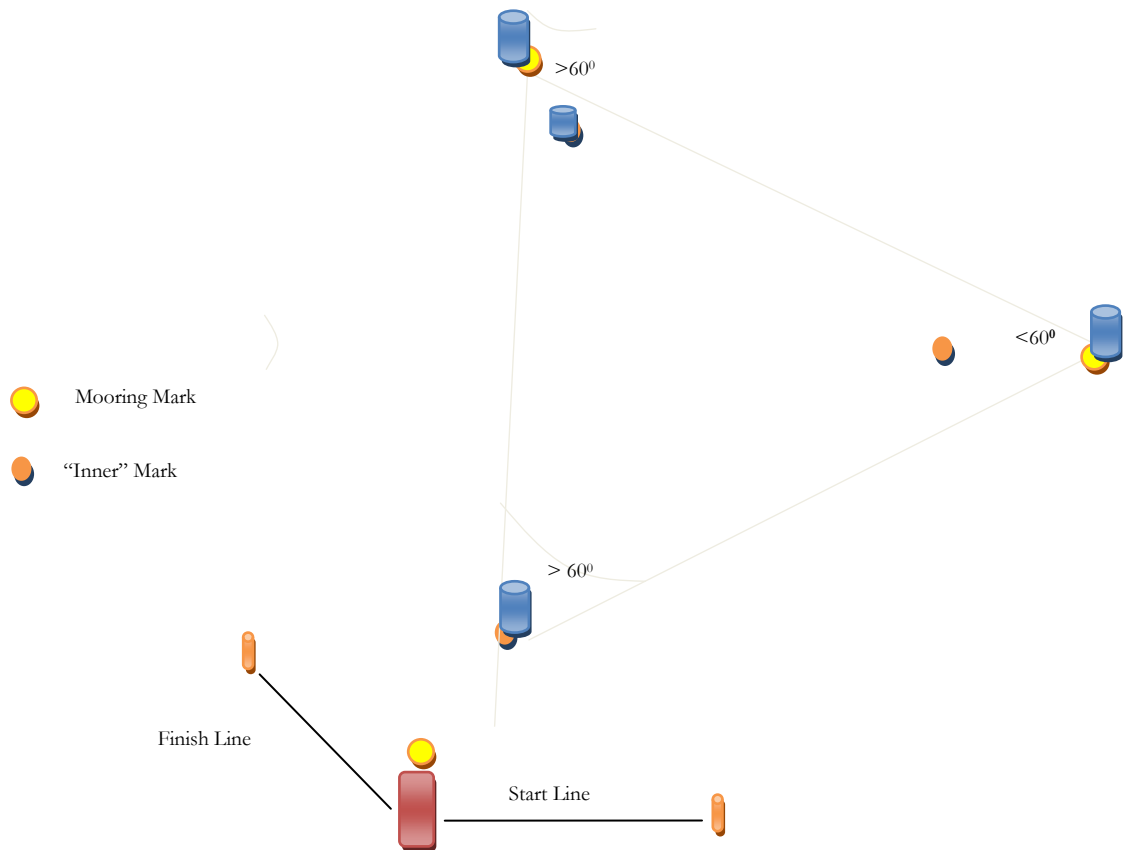 >60⁰
<60⁰
Mooring Mark
“Inner” Mark
> 60⁰
Finish Line
Start Line